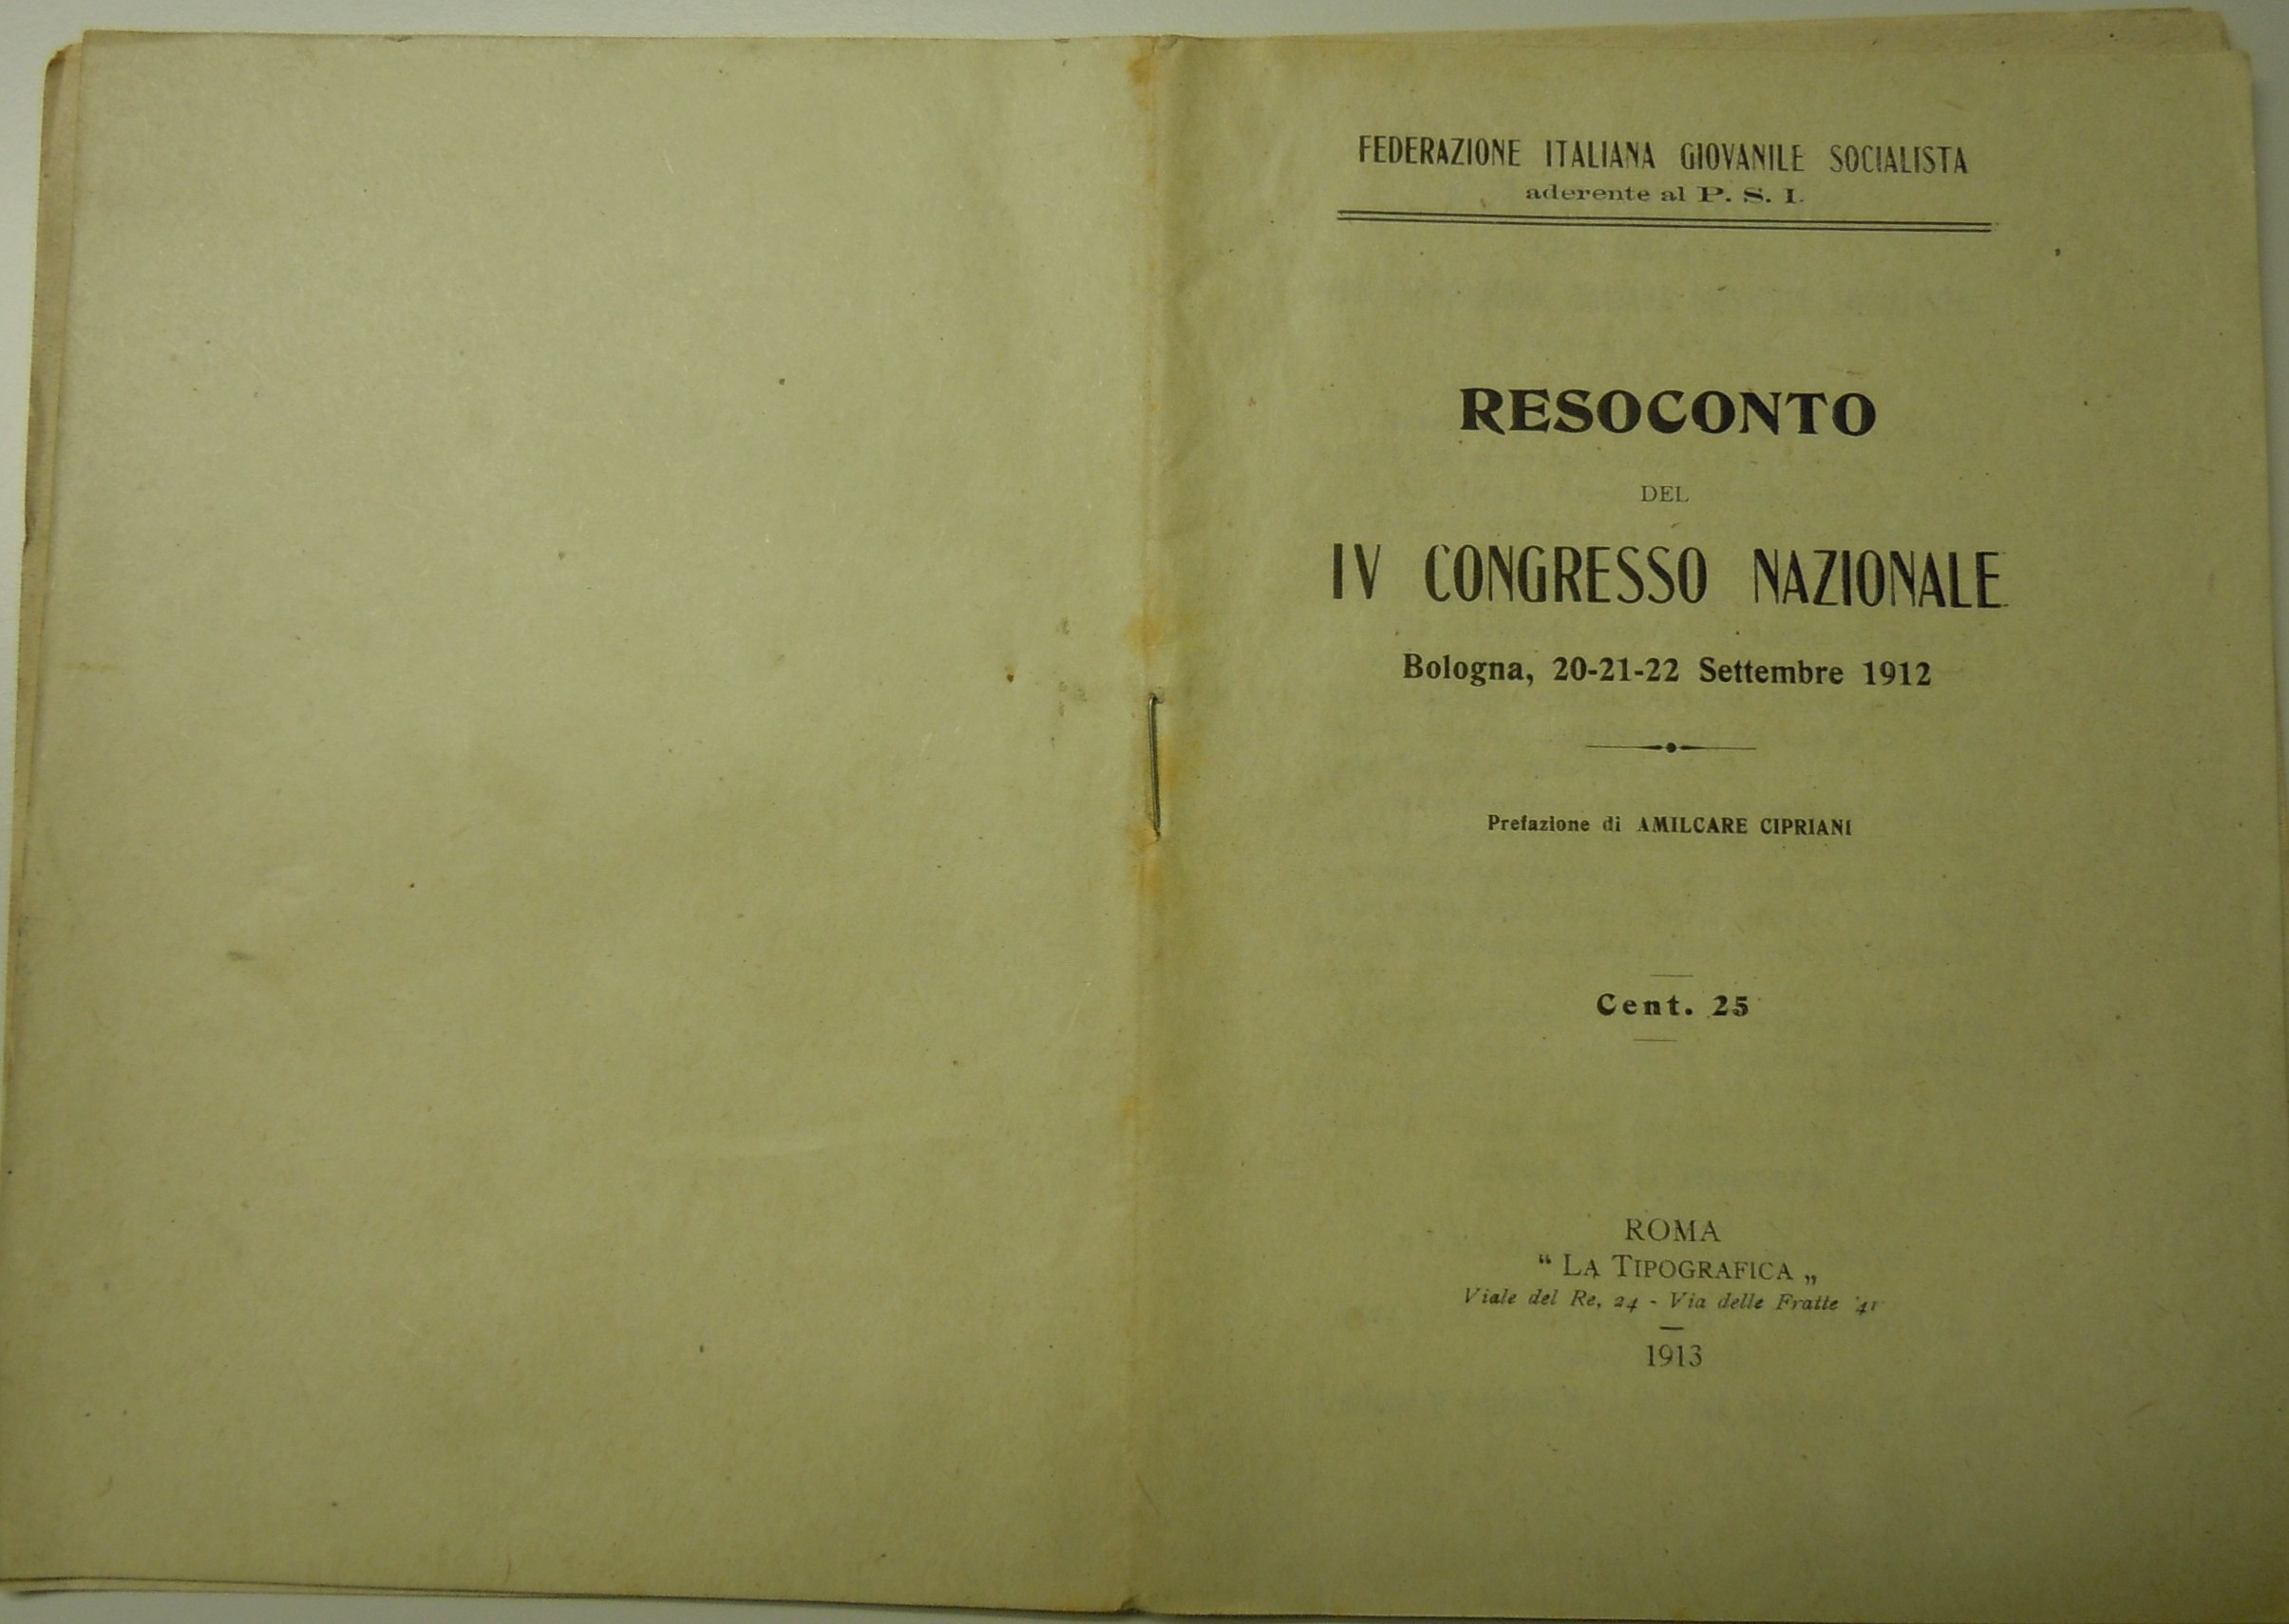 FEDERAZIONE ITALIANA GIOVANILE SOCIALISTA
aderente al P. S. I.
RESOCONTO
DEL
IV CONGRESSO NAZIONALE
Bologna, 20-21-22 Settembre 1912
Prefazione di AMILCARE CIPRIANI
Cent. 25
ROMA
“ LA TIPOGRAFICA „
Viale del Re, 24 - Via delle Fratte 41
1913